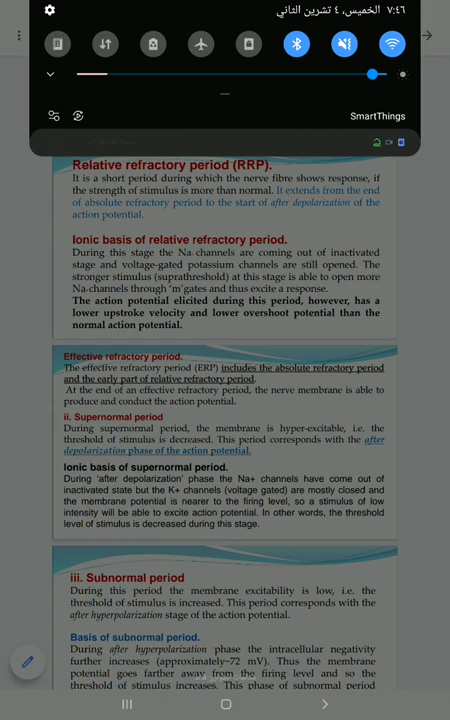 ٧:٤٦ الخميس، ٤ تشرين الثاني
SmartThings
Relative refractory period (RRP).
It is a short period during which the nerve fibre shows response, if
the strength of stimulus is more than normal. It extends from the end
of absolute refractory period to the start of after depolarization of the
action potential.
Ionic basis of relative refractory period.
During this stage the Na+ channels are coming out of inactivated
stage and voltage-gated potassium channels are still opened. The
stronger stimulus (suprathreshold) at this stage is able to open more
Na+ channels through 'm'gates and thus excite a response.
The action potential elicited during this period, however, has a
lower upstroke velocity and lower overshoot potential than the
normal action potential.
Effective refractory period.
The effective refractory period (ERP) includes the absolute refractory period
and the early part of relative refractory period.
At the end of an effective refractory period, the nerve membrane is able to
produce and conduct the action potential.
ii. Supernormal period
During supernormal period, the membrane is hyper-excitable, i.e. the
threshold of stimulus is decreased. This period corresponds with the after
depolarization phase of the action potential.
Ionic basis of supernormal period.
During 'after depolarization' phase the Na+ channels have come out of
inactivated state but the K+ channels (voltage gated) are mostly closed and
the membrane potential is nearer to the firing level, so a stimulus of low
intensity will be able to excite action potential. In other words, the threshold
level of stimulus is decreased during this stage.
iii. Subnormal period
During this period the membrane excitability is low, i.e. the
threshold of stimulus is increased. This period corresponds with the
after hyperpolarization stage of the action potential.
Basis of subnormal period.
During after hyperpolarization phase the intracellular negativity
further increases (approximately−72 mV). Thus the membrane
potential goes farther away from the firing level and so the
threshold of stimulus increases. This phase of subnormal period